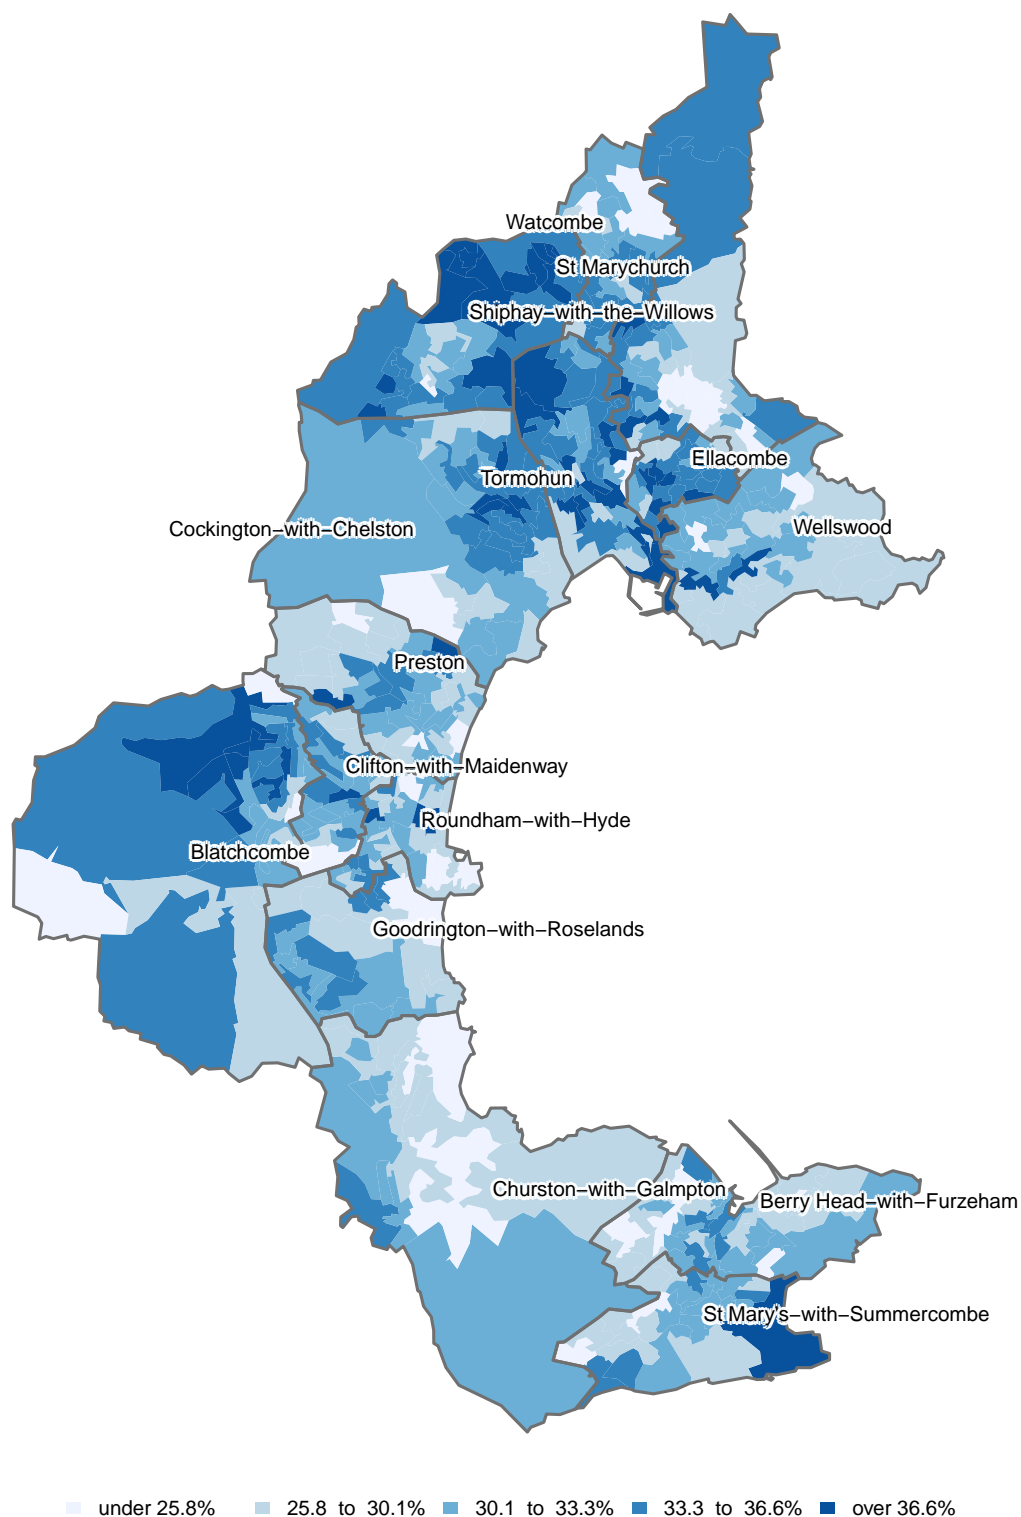 Watcombe
St Marychurch
Shiphay−with−the−Willows
Ellacombe
Tormohun
Wellswood
Cockington−with−Chelston
Preston
Clifton−with−Maidenway
Roundham−with−Hyde
Blatchcombe
Goodrington−with−Roselands
Churston−with−Galmpton
Berry Head−with−Furzeham
St Mary's−with−Summercombe
under 25.8% 25.8 to 30.1% 30.1 to 33.3% 33.3 to 36.6% over 36.6%